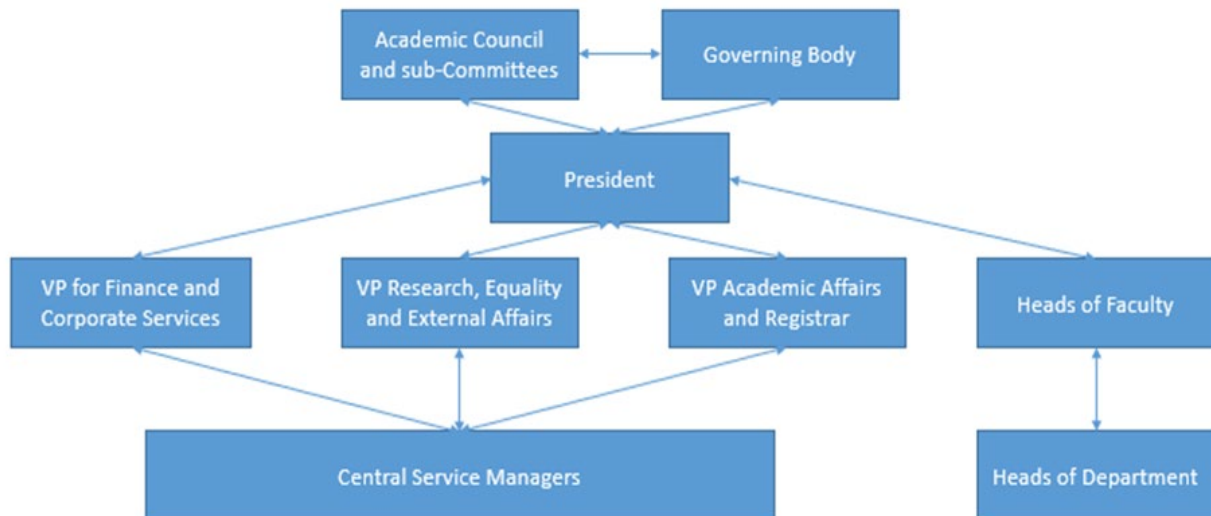 Academic Council
and sub-Committees
Governing Body
President
VP for Finance and
Corporate Services
VP Research, Equality
and External Affairs
VP Academic Affairs
and Registrar
Heads of Faculty
Central Service Managers
Heads of Department